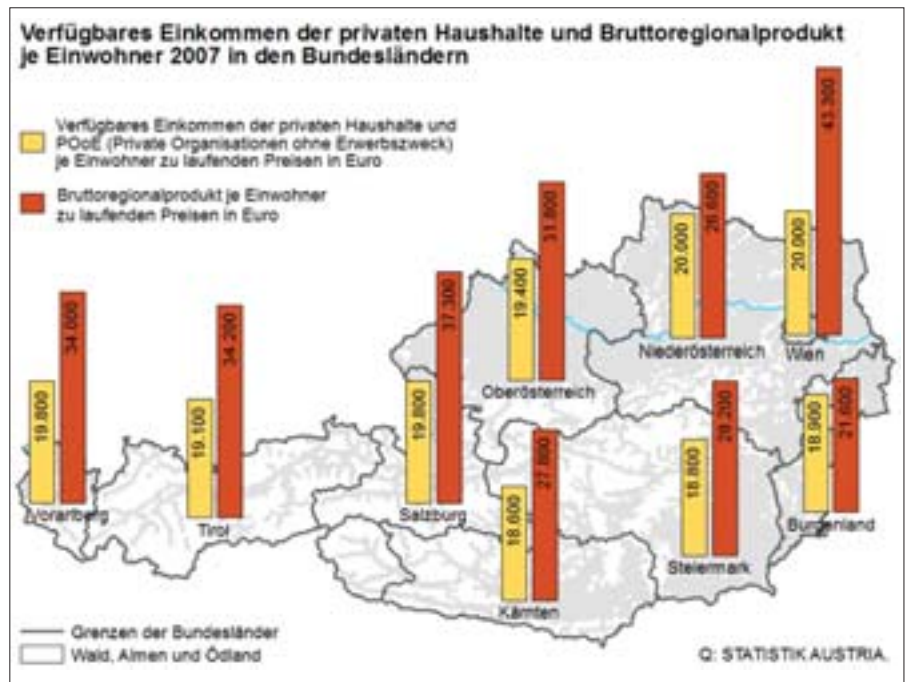 Verfügbares Einkommen der privaten Haushalte und Bruttoregionalprodukt
je Einwohner 2007 in den Bundesländern
Verfügbares Einkommen der privaten Haushalte und
POoE (Private Organisationen ohne Erwerbszweck)
je Einwohner zu laufenden Preisen in Euro
Bruttoregionalprodukt je Einwohner
zu laufenden Preisen in Euro
19.800
Vorarlberg
19.100
34.200
Tirol
19.800
37.300
Salzburg
19.400
31.800
Oberösterreich
20.000
26.600
Niederösterreich
20.000
43.300
Wien
18.600
Kärnten
18.800
28.200
Steiermark
18.900
21.600
Burgenland
Grenzen der Bundesländer
Wald, Almen und Ödland
Q: STATISTIK AUSTRIA.